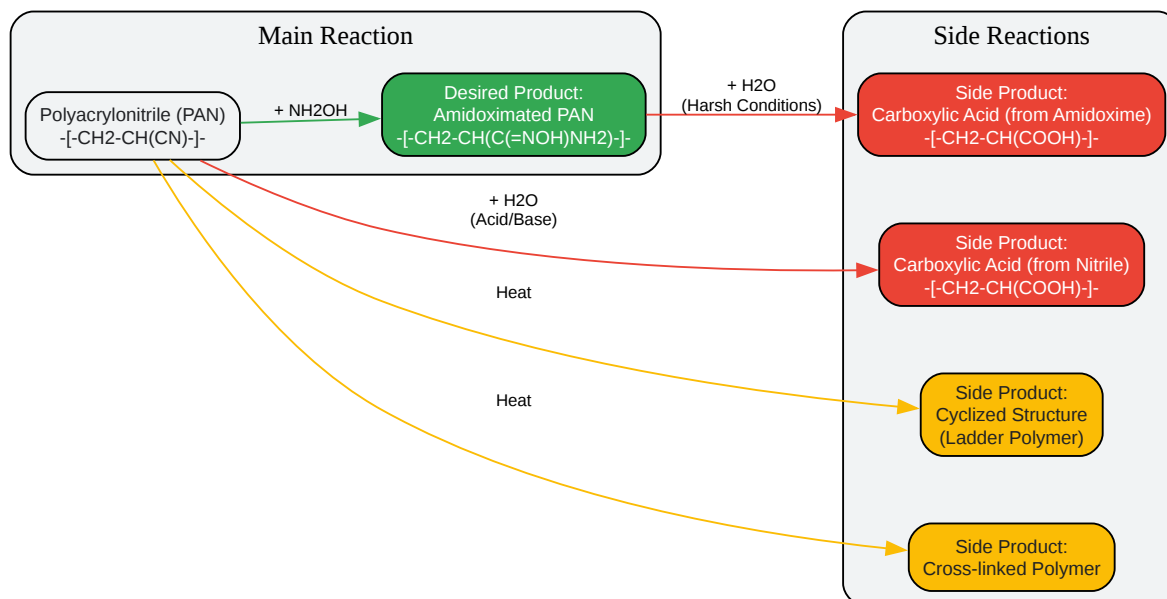 Main Reaction
Side Reactions
Polyacrylonitrile (PAN)
-[-CH2-CH(CN)-]-
+ NH2OH
Desired Product:
Amidoximated PAN
-[-CH2-CH(C(=NOH)NH2)-]-
+ H2O
(Harsh Conditions)
Side Product:
Carboxylic Acid (from Amidoxime)
-[-CH2-CH(COOH)-]-
+ H2O
(Acid/Base)
Side Product:
Carboxylic Acid (from Nitrile)
-[-CH2-CH(COOH)-]-
Heat
Side Product:
Cyclized Structure
(Ladder Polymer)
Heat
Side Product:
Cross-linked Polymer